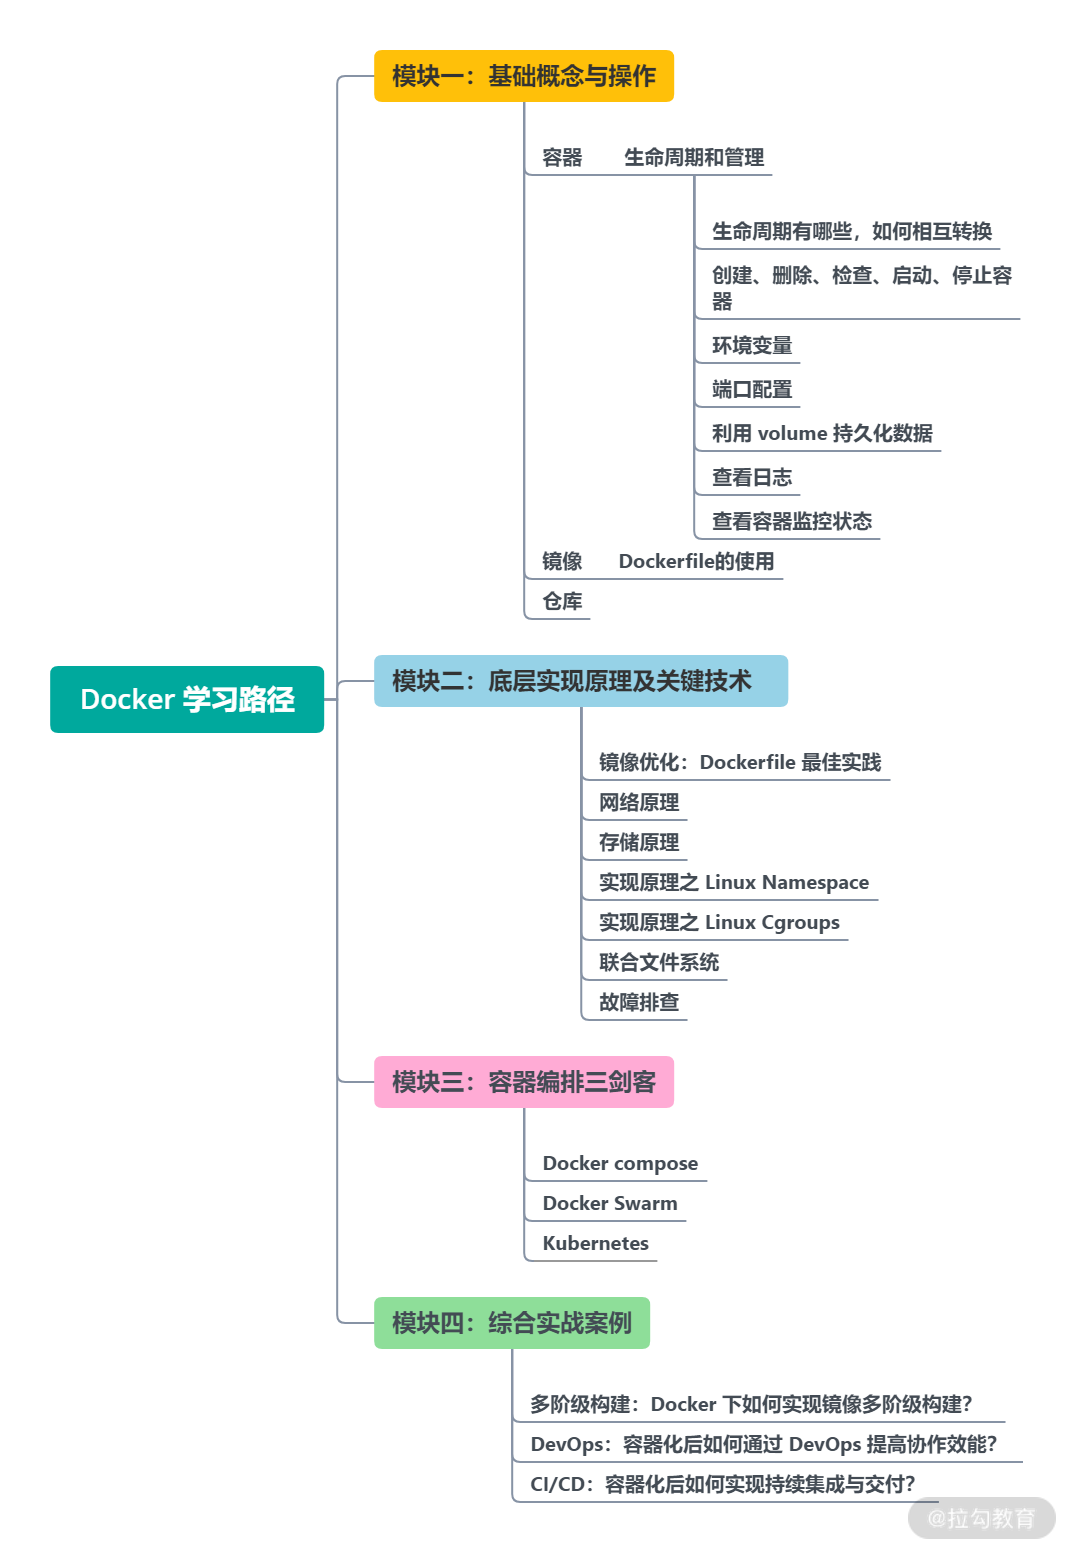 模块一：基础概念与操作
容器 生命周期和管理
生命周期有哪些，如何相互转换
创建、删除、检查、启动、停止容
器
环境变量
端口配置
利用 volume 持久化数据
查看日志
查看容器监控状态
镜像 Dockerfile的使用
仓库
Docker 学习路径
模块二：底层实现原理及关键技术
镜像优化：Dockerfile 最佳实践
网络原理
存储原理
实现原理之 Linux Namespace
实现原理之 Linux Cgroups
联合文件系统
故障排查
模块三：容器编排三剑客
Docker compose
Docker Swarm
Kubernetes
模块四：综合实战案例
多阶级构建：Docker 下如何实现镜像多阶级构建？
DevOps：容器化后如何通过 DevOps 提高协作效能？
CI/CD：容器化后如何实现持续集成与交付？
@拉勾教育